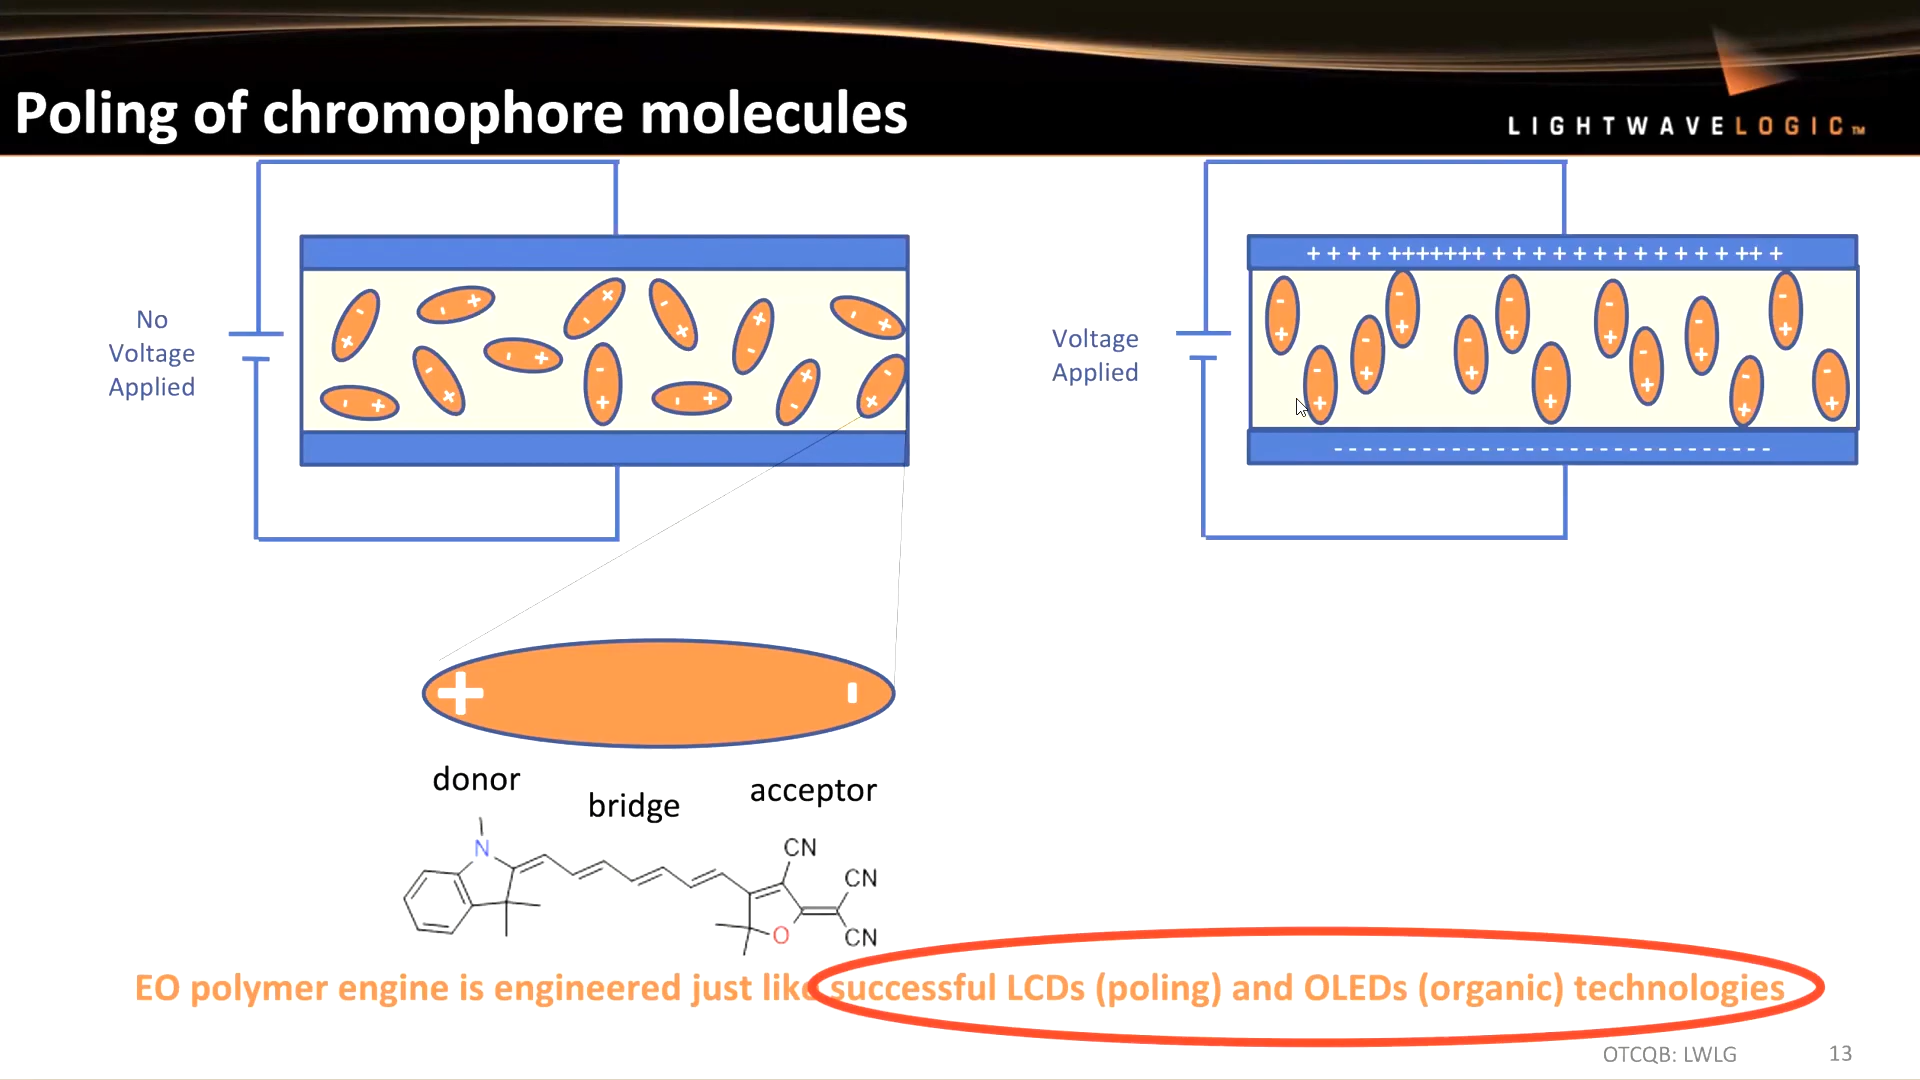 Poling of chromophore molecules
LIGHTWAVELOGIC™
No
Voltage
Applied
Voltage
Applied
+ + + + +++++++ + + + + + + + + + + + + + ++ +
- - - - - - - - - - - - - - - - - - - - - - - - - - - - - - - - - - - -
donor
bridge
acceptor
N
CN
CN
O
CN
EO polymer engine is engineered just like successful LCDs (poling) and OLEDs (organic) technologies
OTCQB: LWLG
13